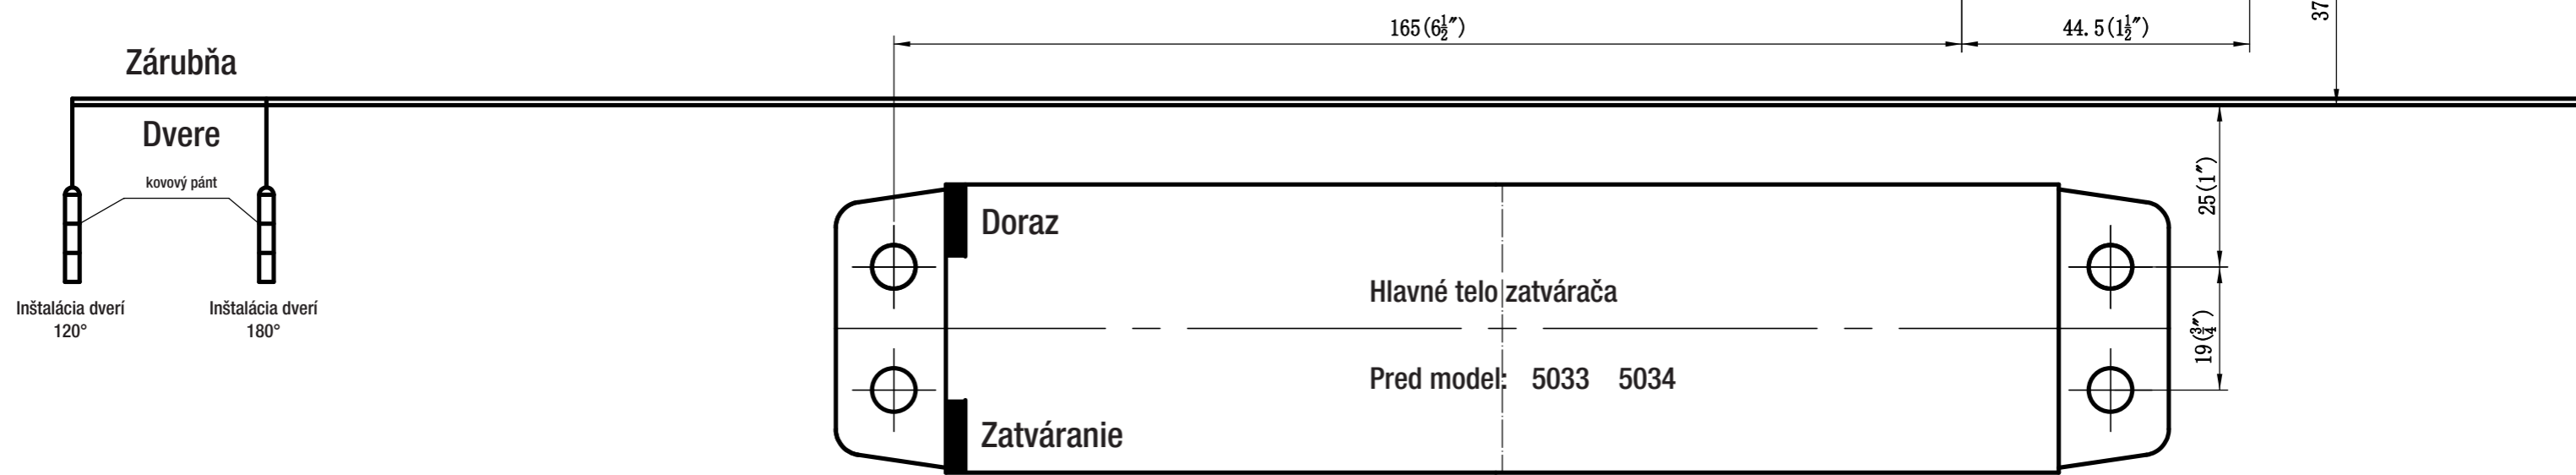 165(6½″)
44.5(1½″)
37
Zárubňa
Dvere
kovový pánt
25(1″)
Doraz
Hlavné telo zatvárača
Inštalácia dverí
120°
Inštalácia dverí
180°
19(¾″)
Pred model: 5033 5034
Zatváranie